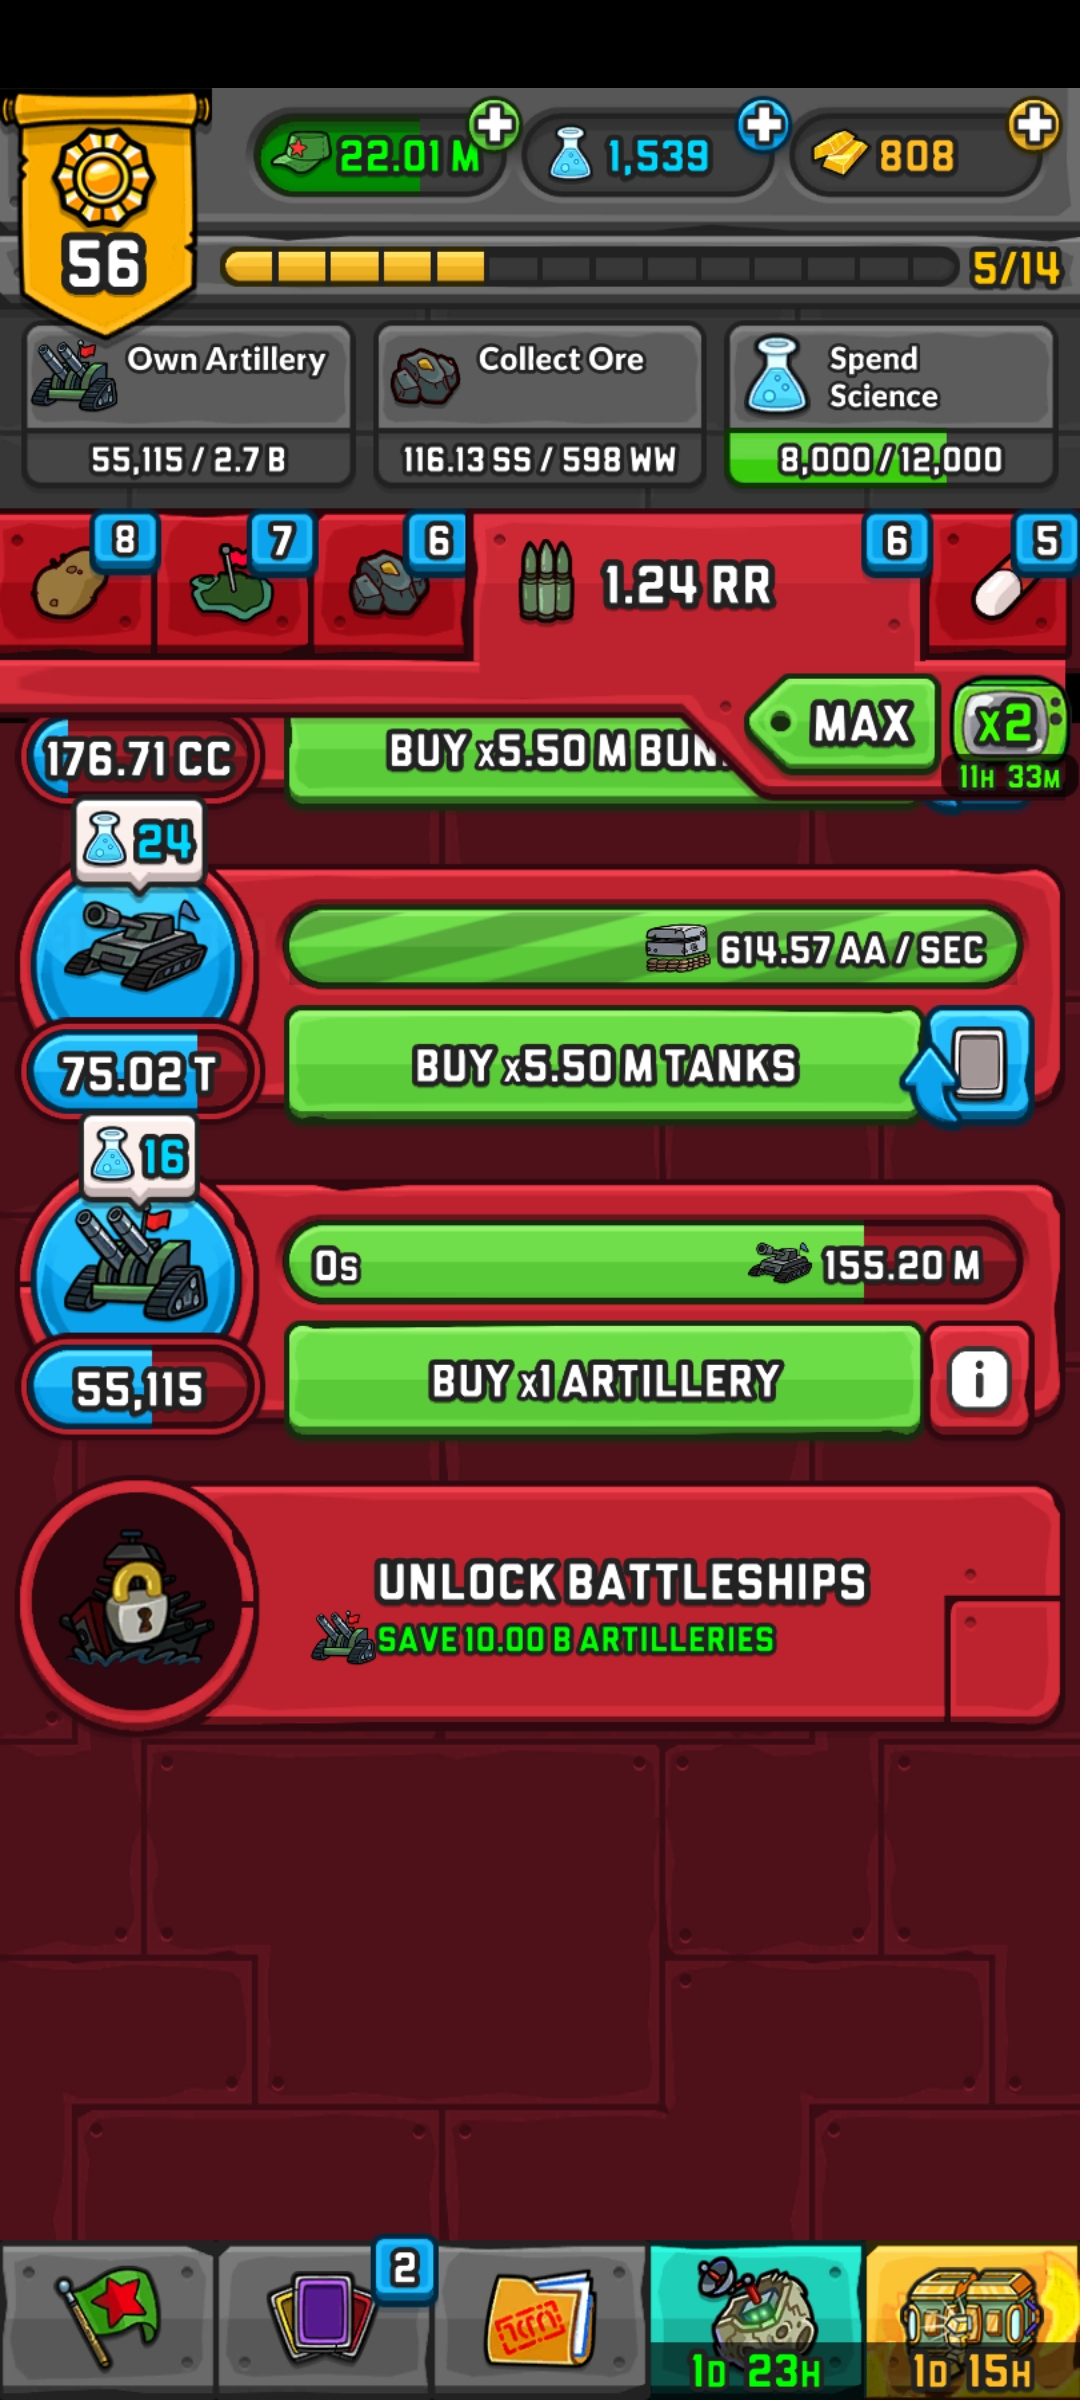 22.01 M
1,539
808
56
5/14
Own Artillery
55,115 / 2.7 B
Collect Ore
116.13 SS / 598 WW
Spend
Science
8,000 / 12,000
8
7
6
1.24 RR
6
5
MAX
x2
11H 33M
176.71 CC
BUY x5.50 M BUN
24
614.57 AA / SEC
75.02 T
BUY x5.50 M TANKS
16
0s
155.20 M
55,115
BUY x1 ARTILLERY
i
UNLOCK BATTLESHIPS
SAVE 10.00 B ARTILLERIES
2
1D 23H
1D 15H